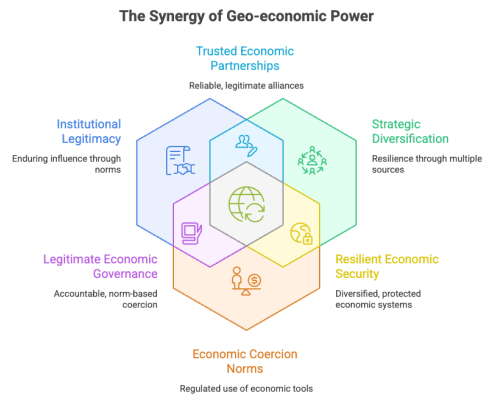 The Synergy of Geo-economic Power
Trusted Economic
Partnerships
Reliable, legitimate alliances
Institutional
Legitimacy
Enduring influence through
norms
Strategic
Diversification
Resilience through multiple
sources
Legitimate Economic
Governance
Accountable, norm-based
coercion
Resilient Economic
Security
Diversified, protected
economic systems
Economic Coercion
Norms
Regulated use of economic tools